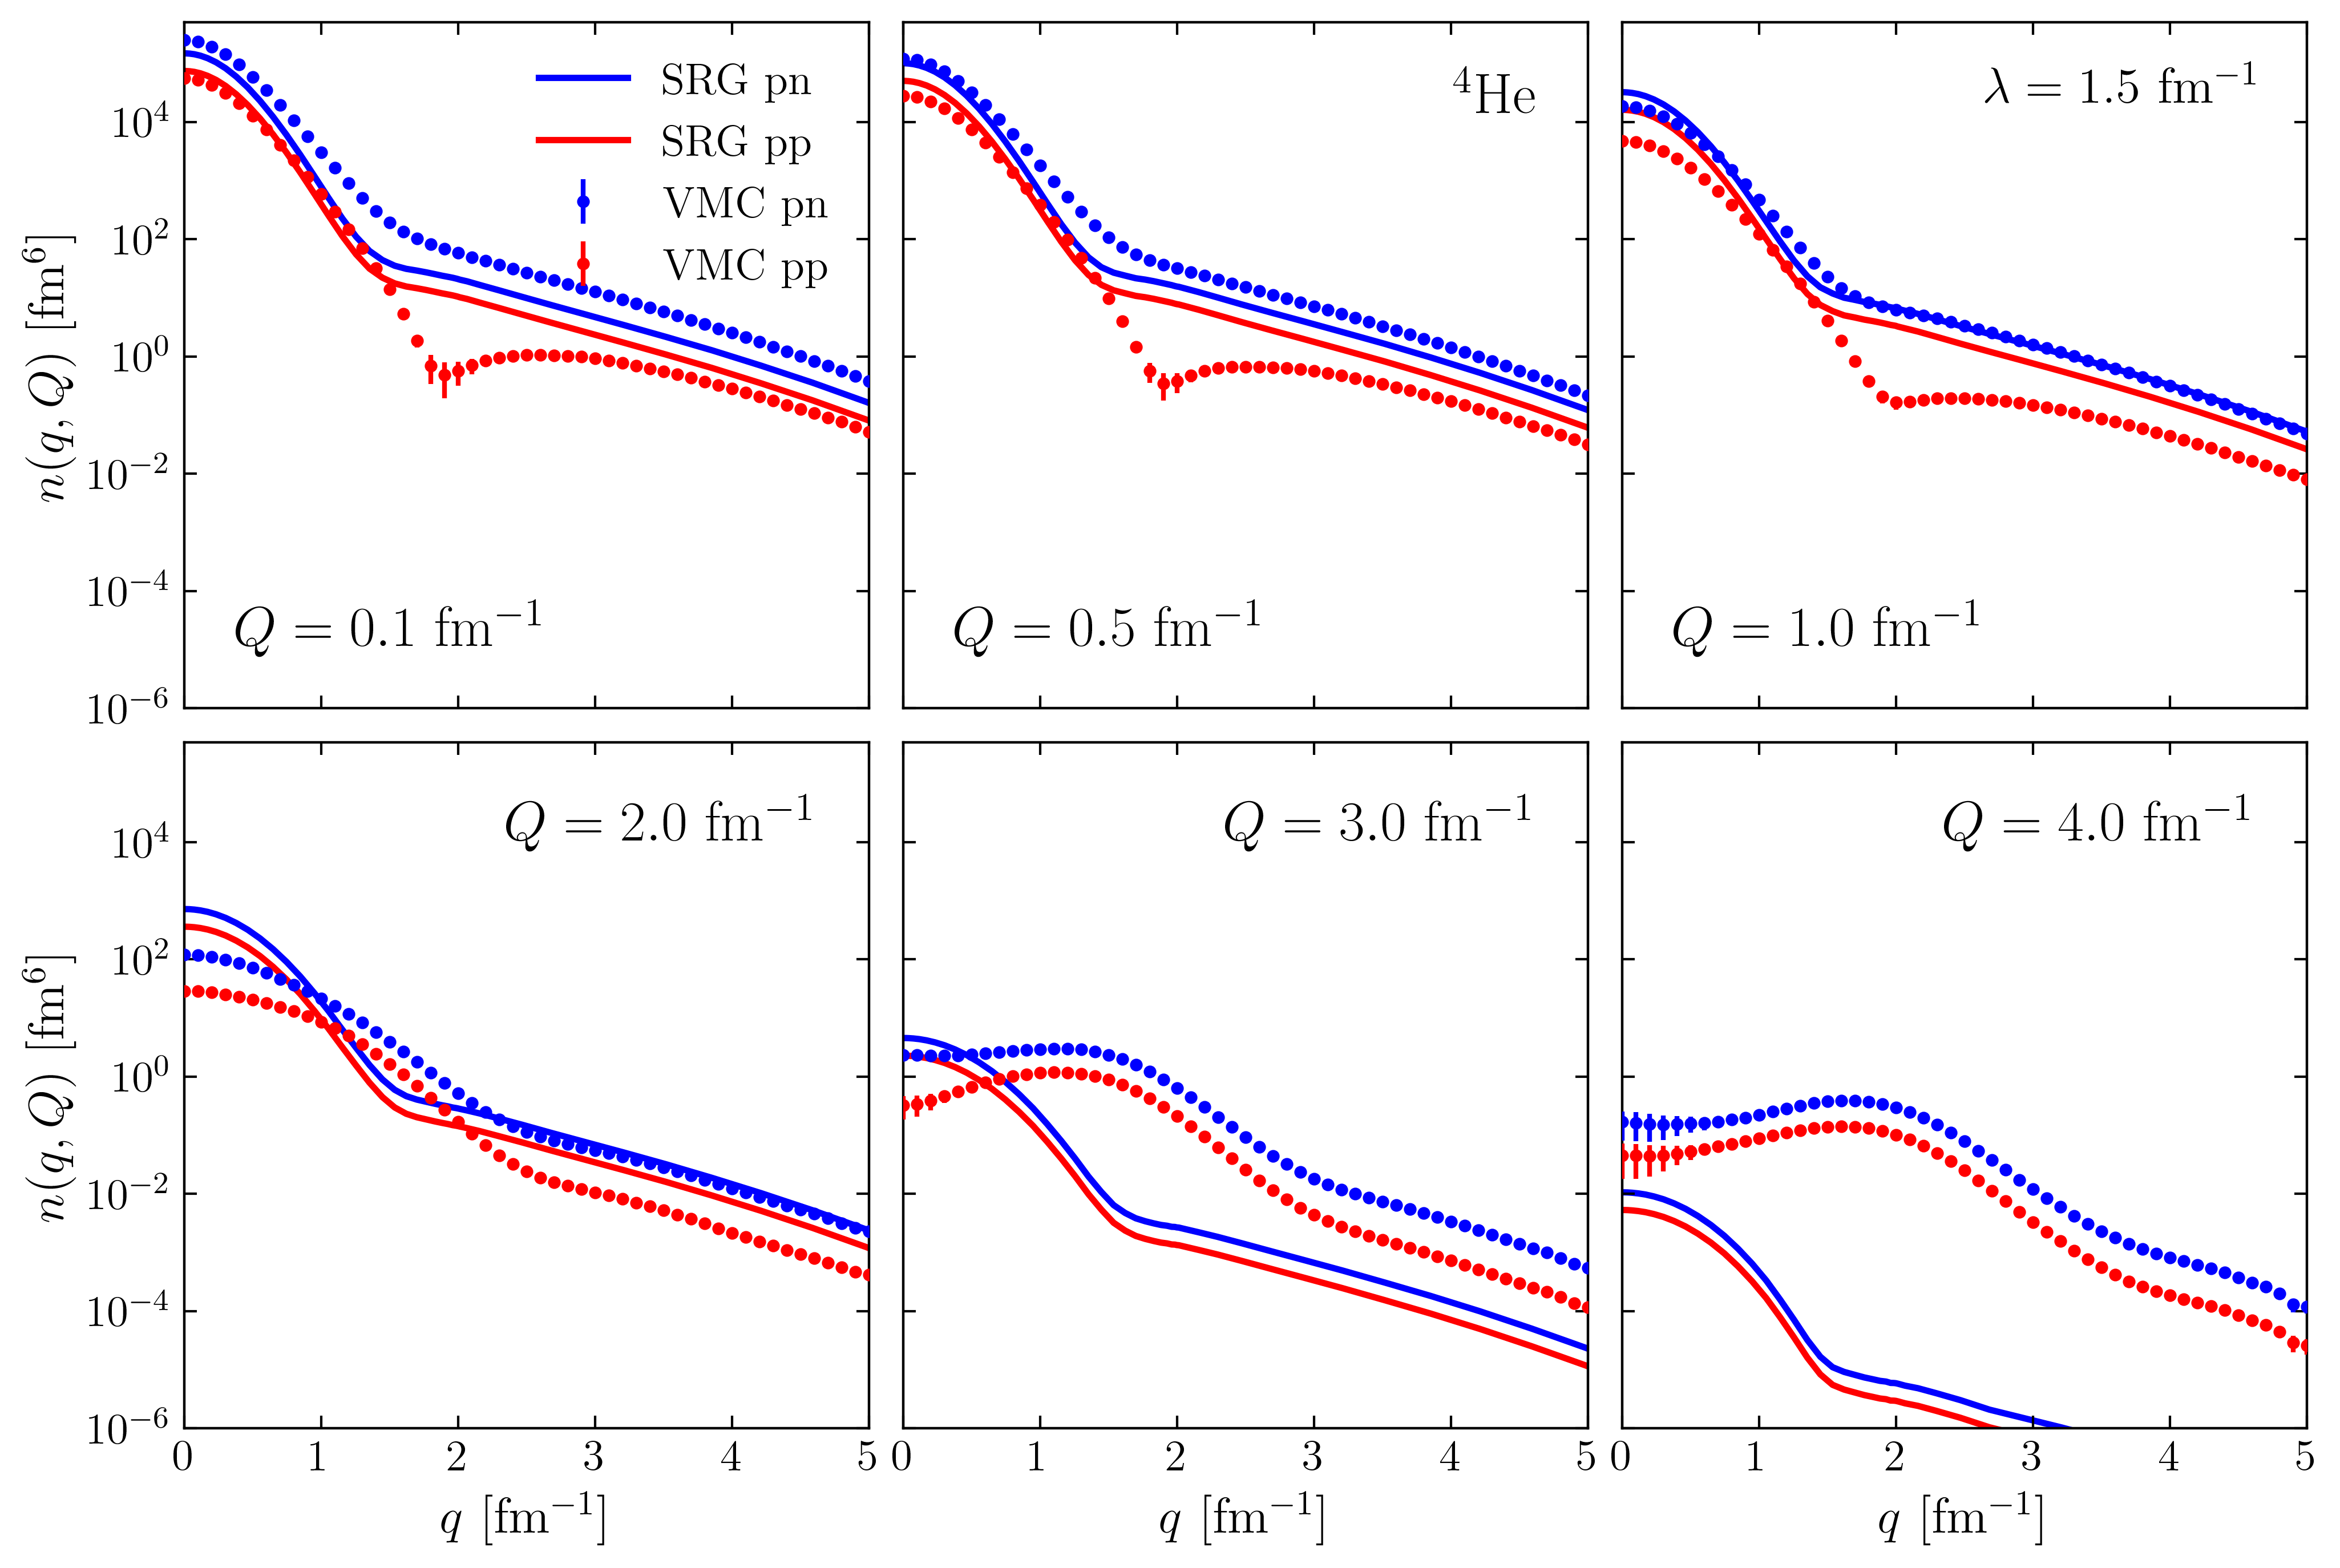 n(q, Q) [fm⁶]
10⁴
10²
10⁰
10⁻²
10⁻⁴
10⁻⁶
SRG pn
SRG pp
VMC pn
VMC pp
Q = 0.1 fm⁻¹
⁴He
Q = 0.5 fm⁻¹
λ = 1.5 fm⁻¹
Q = 1.0 fm⁻¹
n(q, Q) [fm⁶]
10⁴
10²
10⁰
10⁻²
10⁻⁴
10⁻⁶
Q = 2.0 fm⁻¹
Q = 3.0 fm⁻¹
Q = 4.0 fm⁻¹
0 1 2 3 4 5
0 1 2 3 4 5
0 1 2 3 4 5
q [fm⁻¹]
q [fm⁻¹]
q [fm⁻¹]